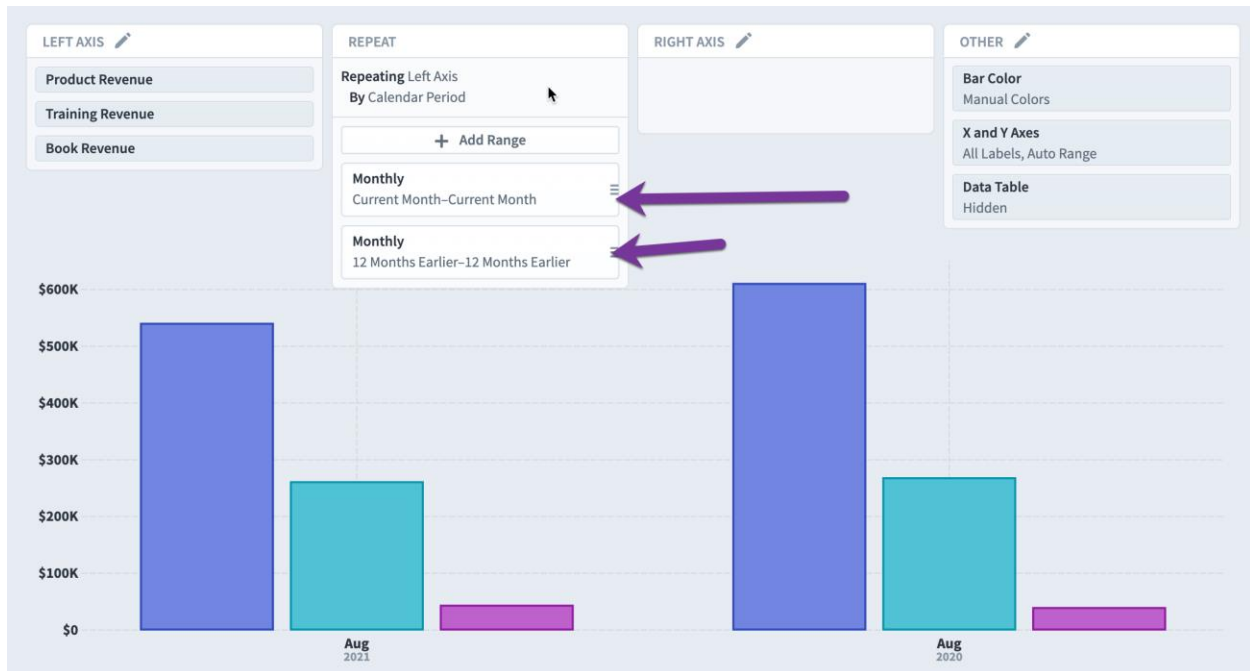 LEFT AXIS
Product Revenue
Training Revenue
Book Revenue
REPEAT
Repeating Left Axis
By Calendar Period
+ Add Range
Monthly
Current Month–Current Month
Monthly
12 Months Earlier–12 Months Earlier
RIGHT AXIS
OTHER
Bar Color
Manual Colors
X and Y Axes
All Labels, Auto Range
Data Table
Hidden
$600K
$500K
$400K
$300K
$200K
$100K
$0
Aug
2021
Aug
2020